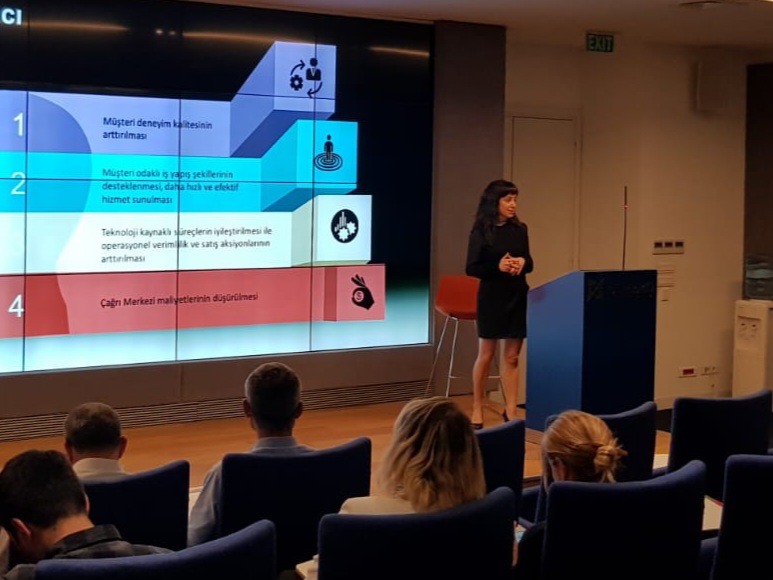 CI
EXIT
1
Müşteri deneyim kalitesinin
arttırılması
2
Müşteri odaklı iş yapış şekillerinin
desteklenmesi, daha hızlı ve efektif
hizmet sunulması
Teknoloji kaynaklı süreçlerin iyileştirilmesi ile
operasyonel verimlilik ve satış aksiyonlarının
arttırılması
4
Çağrı Merkezi maliyetlerinin düşürülmesi
$